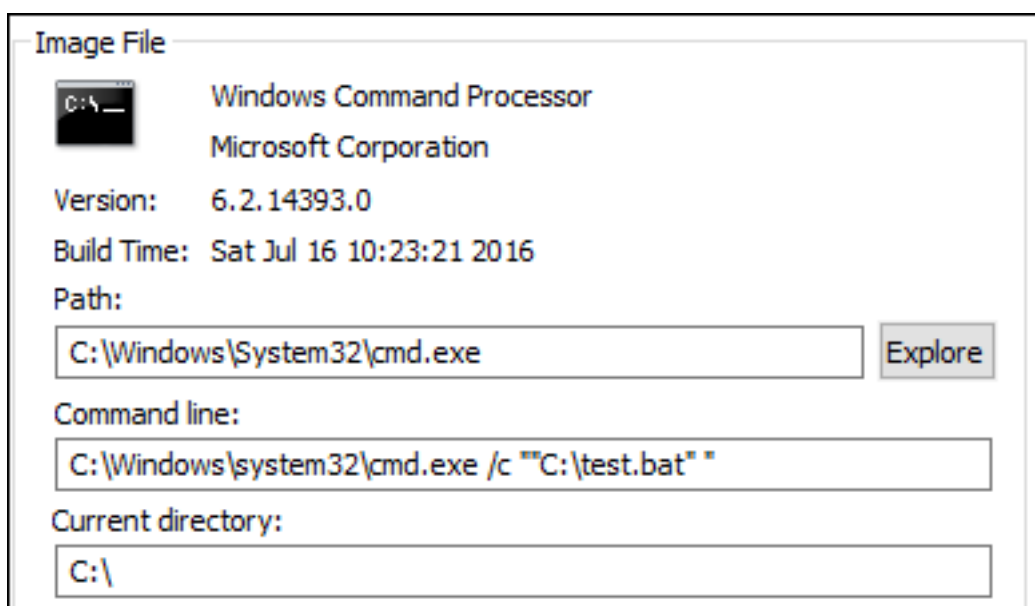 Image File
C:\
Windows Command Processor
Microsoft Corporation
Version: 6.2.14393.0
Build Time: Sat Jul 16 10:23:21 2016
Path:
C:\Windows\System32\cmd.exe Explore
Command line:
C:\Windows\system32\cmd.exe /c ""C:\test.bat" "
Current directory:
C:\